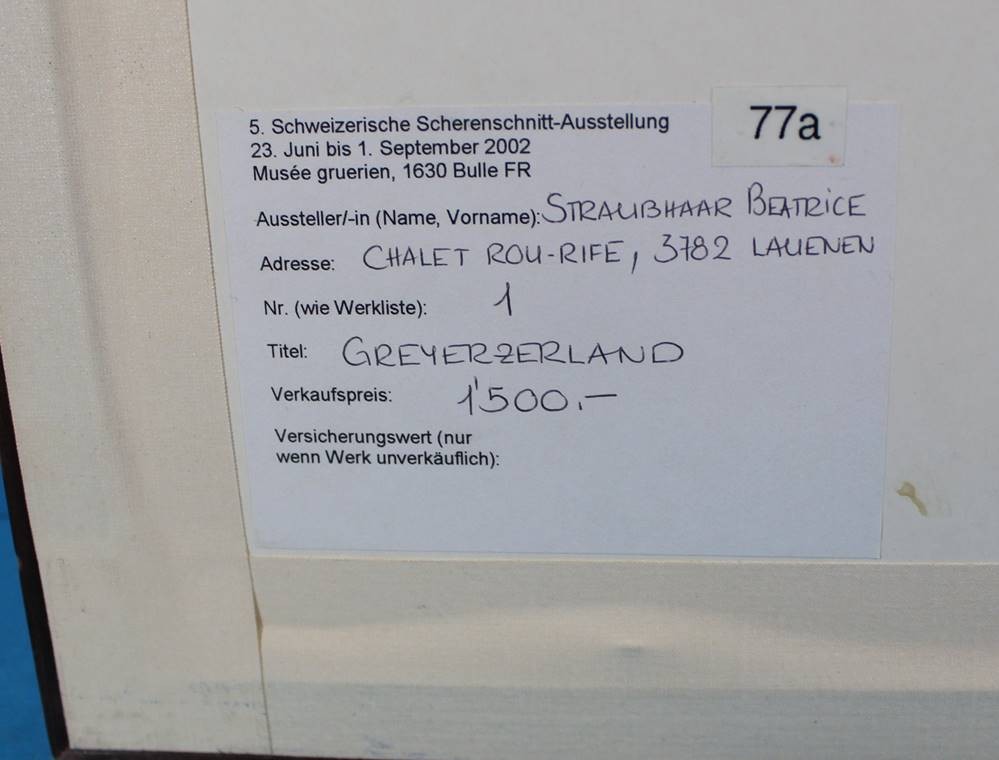 77a
5. Schweizerische Scherenschnitt-Ausstellung
23. Juni bis 1. September 2002
Musée gruerien, 1630 Bulle FR
Aussteller/-in (Name, Vorname): STRAUBHAAR BEATRICE
Adresse: CHALET ROU-RIFE, 3782 LAUENEN
Nr. (wie Werkliste): 1
Titel: GREYERZERLAND
Verkaufspreis: 1'500.—
Versicherungswert (nur
wenn Werk unverkäuflich):